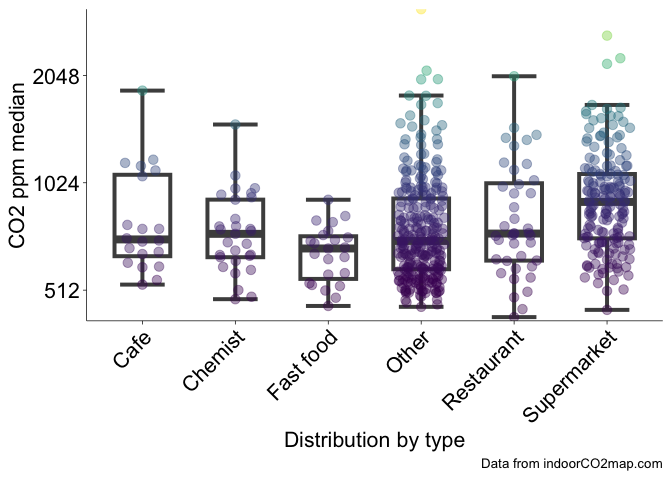 CO2 ppm median
2048
1024
512
Cafe
Chemist
Fast food
Other
Restaurant
Supermarket
Distribution by type
Data from indoorCO2map.com